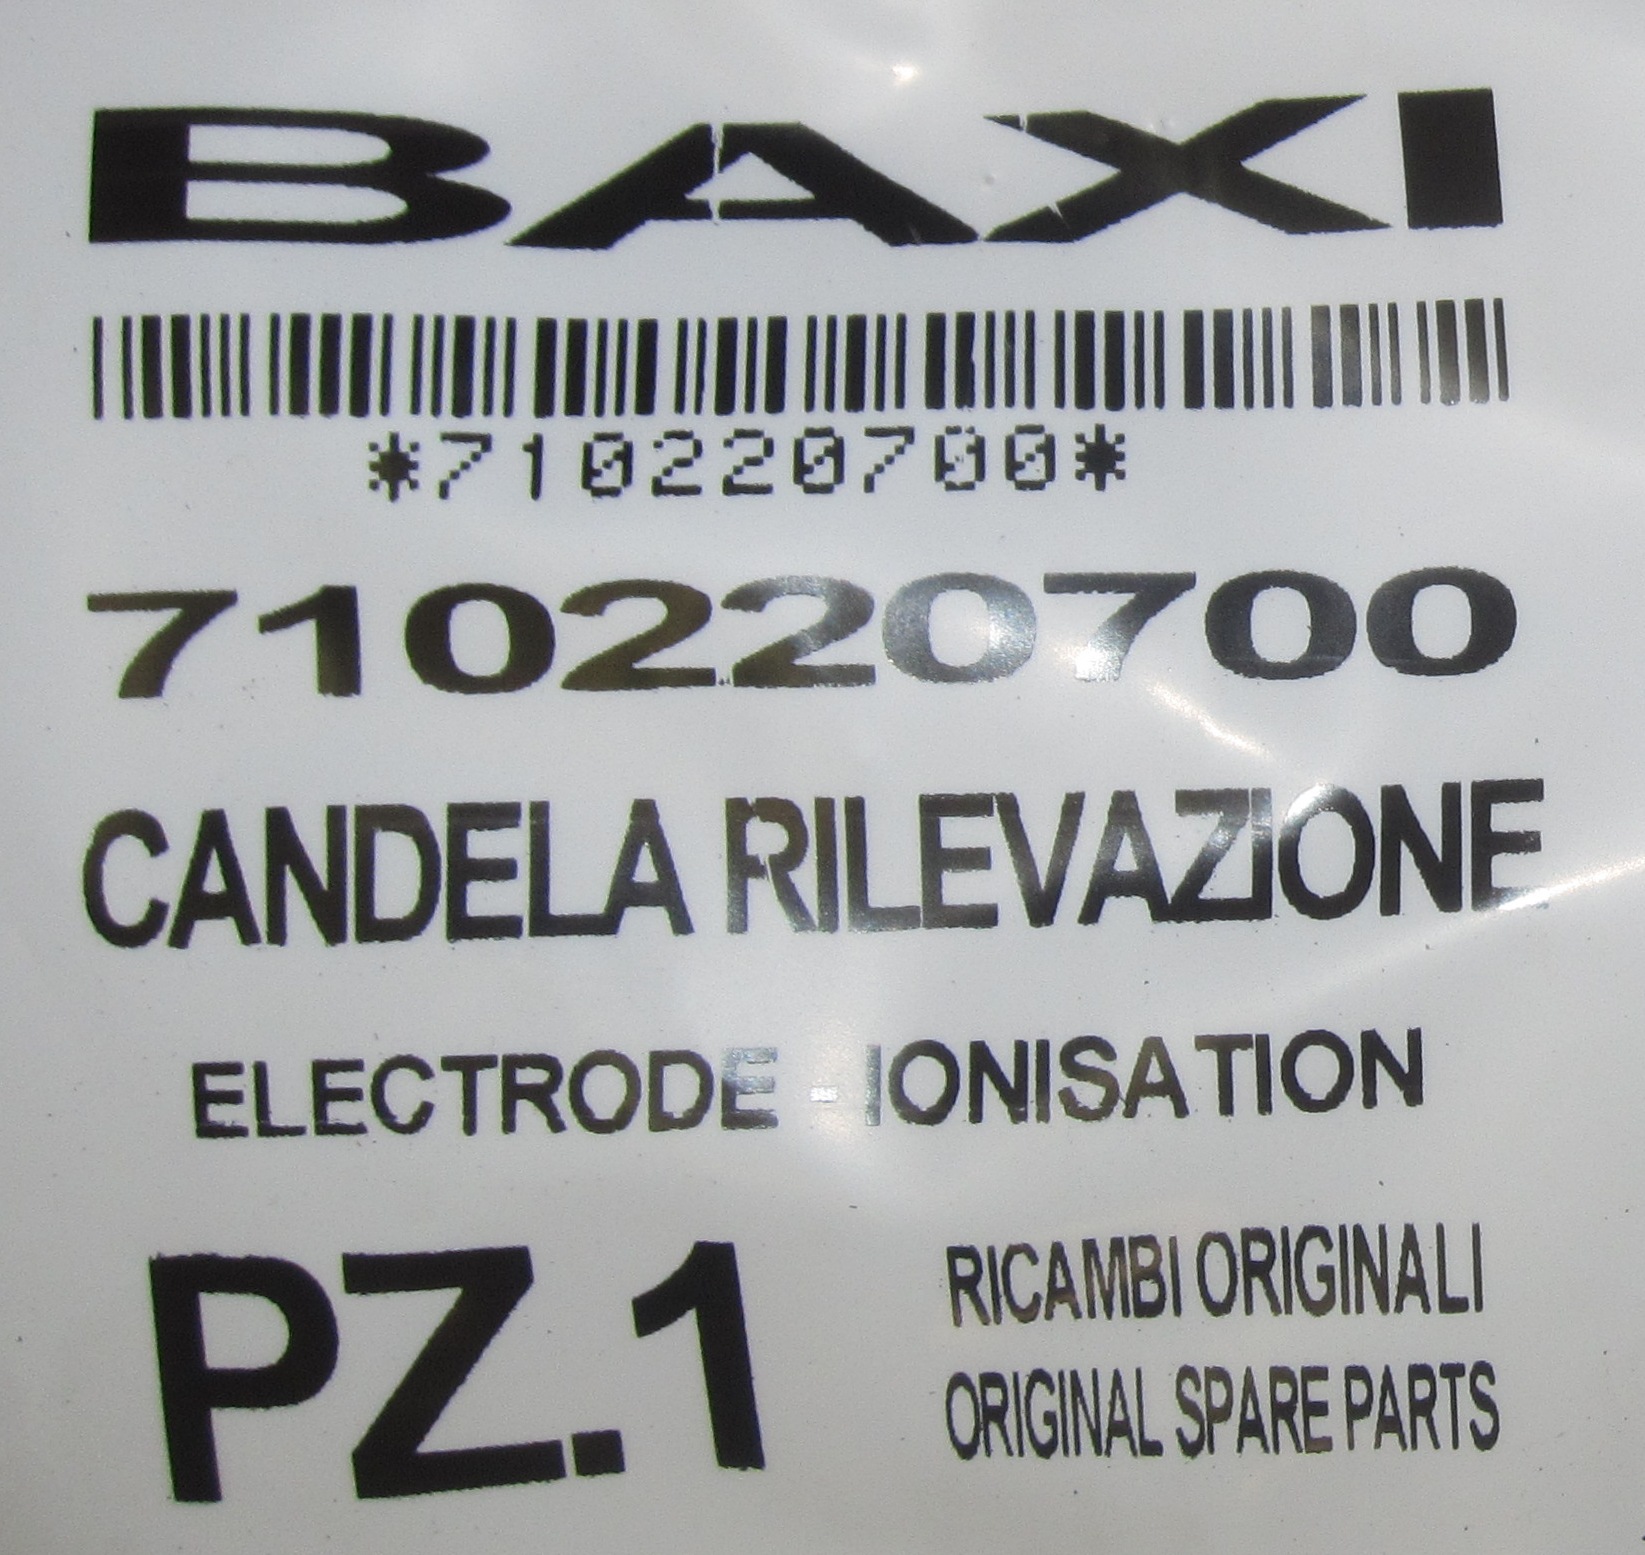 BAXI
*710220700*
710220700
CANDELA RILEVAZIONE
ELECTRODE - IONISATION
PZ.1
RICAMBI ORIGINALI
ORIGINAL SPARE PARTS